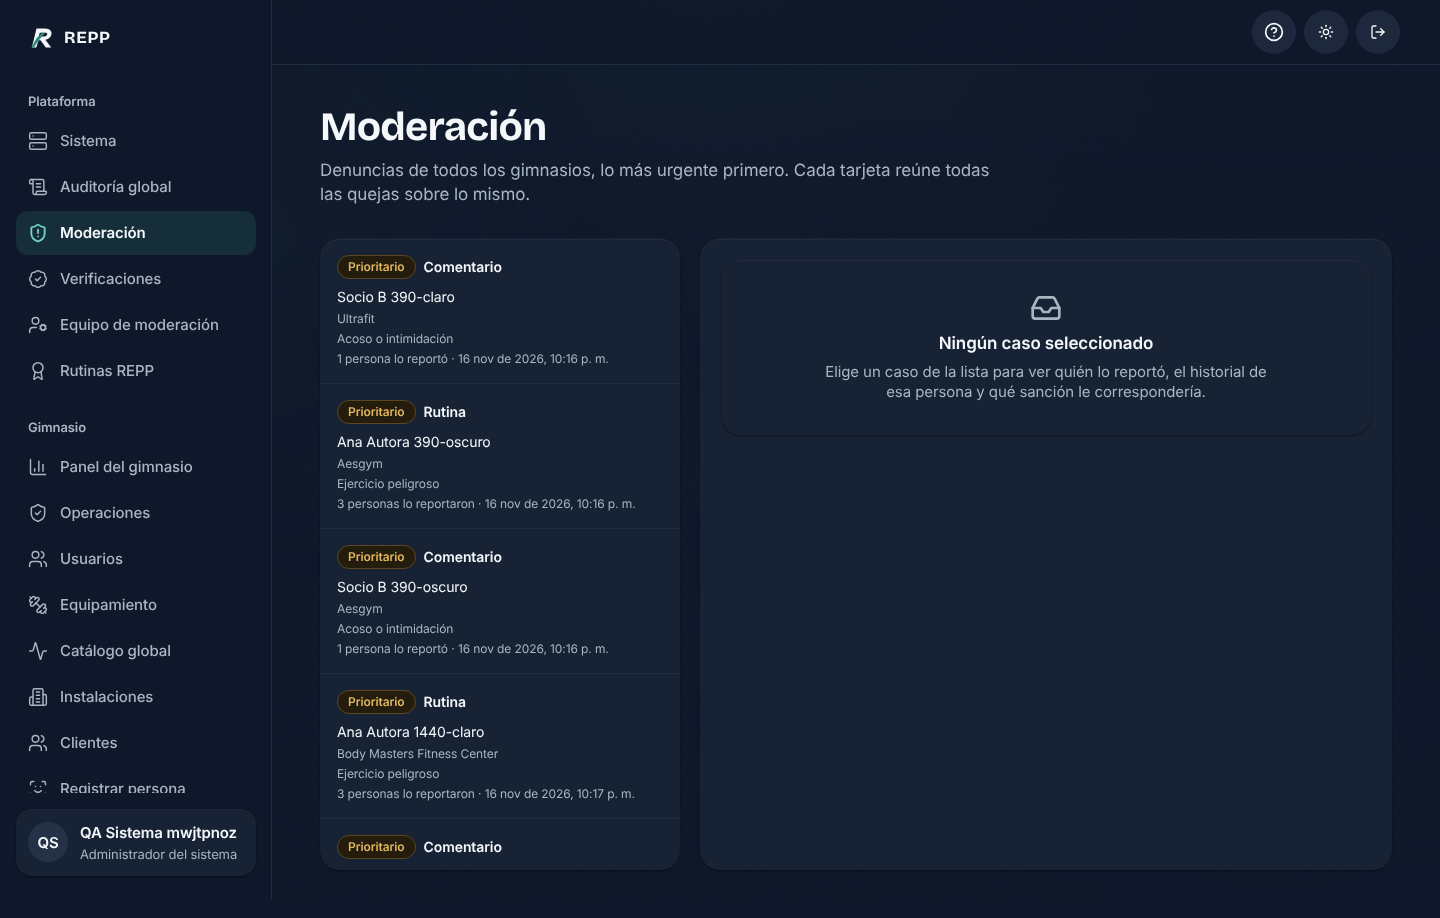 REPP
Plataforma
Sistema
Auditoría global
Moderación
Verificaciones
Equipo de moderación
Rutinas REPP
Gimnasio
Panel del gimnasio
Operaciones
Usuarios
Equipamiento
Catálogo global
Instalaciones
Clientes
Registrar persona
QS
QA Sistema mwjtpnoz
Administrador del sistema
Moderación
Denuncias de todos los gimnasios, lo más urgente primero. Cada tarjeta reúne todas
las quejas sobre lo mismo.
Prioritario Comentario
Socio B 390-claro
Ultrafit
Acoso o intimidación
1 persona lo reportó · 16 nov de 2026, 10:16 p. m.
Prioritario Rutina
Ana Autora 390-oscuro
Aesgym
Ejercicio peligroso
3 personas lo reportaron · 16 nov de 2026, 10:16 p. m.
Prioritario Comentario
Socio B 390-oscuro
Aesgym
Acoso o intimidación
1 persona lo reportó · 16 nov de 2026, 10:16 p. m.
Prioritario Rutina
Ana Autora 1440-claro
Body Masters Fitness Center
Ejercicio peligroso
3 personas lo reportaron · 16 nov de 2026, 10:17 p. m.
Prioritario Comentario
Ningún caso seleccionado
Elige un caso de la lista para ver quién lo reportó, el historial de
esa persona y qué sanción le correspondería.